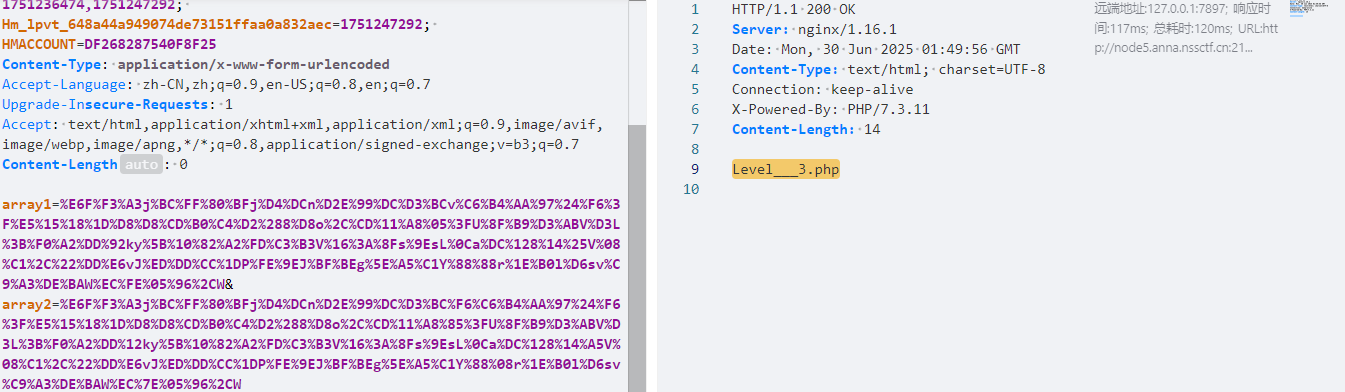 1751236474,1751247292;
Hm_lpvt_648a44a949074de73151ffaa0a832aec=1751247292;
HMACCOUNT=DF268287540F8F25
Content-Type: application/x-www-form-urlencoded
Accept-Language: zh-CN,zh;q=0.9,en-US;q=0.8,en;q=0.7
Upgrade-Insecure-Requests: 1
Accept: text/html,application/xhtml+xml,application/xml;q=0.9,image/avif,
image/webp,image/apng,*/*;q=0.8,application/signed-exchange;v=b3;q=0.7
Content-Length auto : 0
array1=%E6F%F3%A3j%BC%FF%80%BFj%D4%DCn%D2E%99%DC%D3%BCv%C6%B4%AA%97%24%F6%3
F%E5%15%18%1D%D8%D8%CD%B0%C4%D2%288%D8o%2C%CD%11%A8%05%3FU%8F%B9%D3%ABV%D3L
%3B%F0%A2%DD%92ky%5B%10%82%A2%FD%C3%B3V%16%3A%8Fs%9EsL%0Ca%DC%128%14%25V%08
%C1%2C%22%DD%E6vJ%ED%DD%CC%1DP%FE%9EJ%BF%BEg%5E%A5%C1Y%88%88r%1E%B0l%D6sv%C
9%A3%DE%BAW%EC%FE%05%96%2CW&
array2=%E6F%F3%A3j%BC%FF%80%BFj%D4%DCn%D2E%99%DC%D3%BC%F6%C6%B4%AA%97%24%F6
%3F%E5%15%18%1D%D8%D8%CD%B0%C4%D2%288%D8o%2C%CD%11%A8%85%3FU%8F%B9%D3%ABV%D
3L%3B%F0%A2%DD%12ky%5B%10%82%A2%FD%C3%B3V%16%3A%8Fs%9EsL%0Ca%DC%128%14%A5V%
08%C1%2C%22%DD%E6vJ%ED%DD%CC%1DP%FE%9EJ%BF%BEg%5E%A5%C1Y%88%08r%1E%B0l%D6sv
%C9%A3%DE%BAW%EC%7E%05%96%2CW
1 HTTP/1.1 200 OK
2 Server: nginx/1.16.1
3 Date: Mon, 30 Jun 2025 01:49:56 GMT
4 Content-Type: text/html; charset=UTF-8
5 Connection: keep-alive
6 X-Powered-By: PHP/7.3.11
7 Content-Length: 14
8
9 Level___3.php
10
远端地址:127.0.0.1:7897; 响应时
间:117ms; 总耗时:120ms; URL:htt
p://node5.anna.nssctf.cn:21...